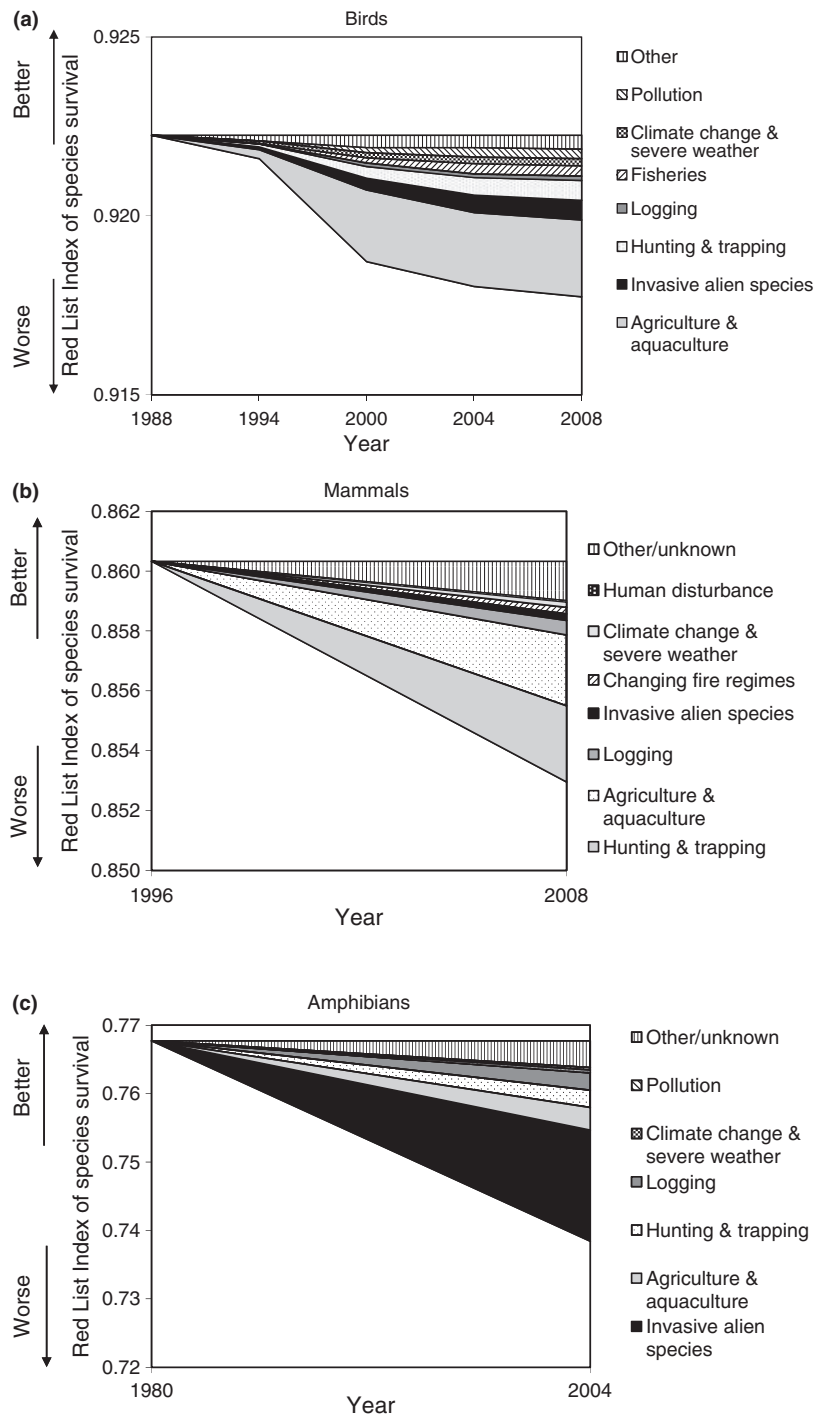 (a)
Birds
0.925
0.920
0.915
Better
Worse
Red List Index of species survival
1988
1994
2000
2004
2008
Year
Other
Pollution
Climate change &
severe weather
Fisheries
Logging
Hunting & trapping
Invasive alien species
Agriculture &
aquaculture
(b)
Mammals
0.862
0.860
0.858
0.856
0.854
0.852
0.850
Better
Worse
Red List Index of species survival
1996
2008
Year
Other/unknown
Human disturbance
Climate change &
severe weather
Changing fire regimes
Invasive alien species
Logging
Agriculture &
aquaculture
Hunting & trapping
(c)
Amphibians
0.77
0.76
0.75
0.74
0.73
0.72
Better
Worse
Red List Index of species survival
1980
2004
Year
Other/unknown
Pollution
Climate change &
severe weather
Logging
Hunting & trapping
Agriculture &
aquaculture
Invasive alien
species